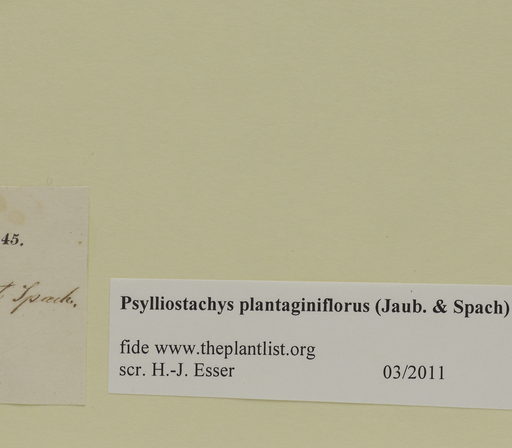 45.
Spach.
Psylliostachys plantaginiflorus (Jaub. & Spach)
fide www.theplantlist.org
scr. H.-J. Esser 03/2011